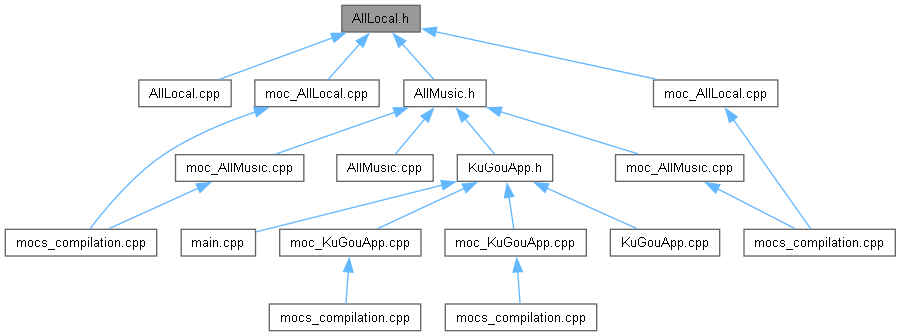 AllLocal.h
AllLocal.cpp
moc_AllLocal.cpp
AllMusic.h
moc_AllLocal.cpp
moc_AllMusic.cpp
AllMusic.cpp
KuGouApp.h
moc_AllMusic.cpp
mocs_compilation.cpp
main.cpp
moc_KuGouApp.cpp
moc_KuGouApp.cpp
KuGouApp.cpp
mocs_compilation.cpp
mocs_compilation.cpp
mocs_compilation.cpp